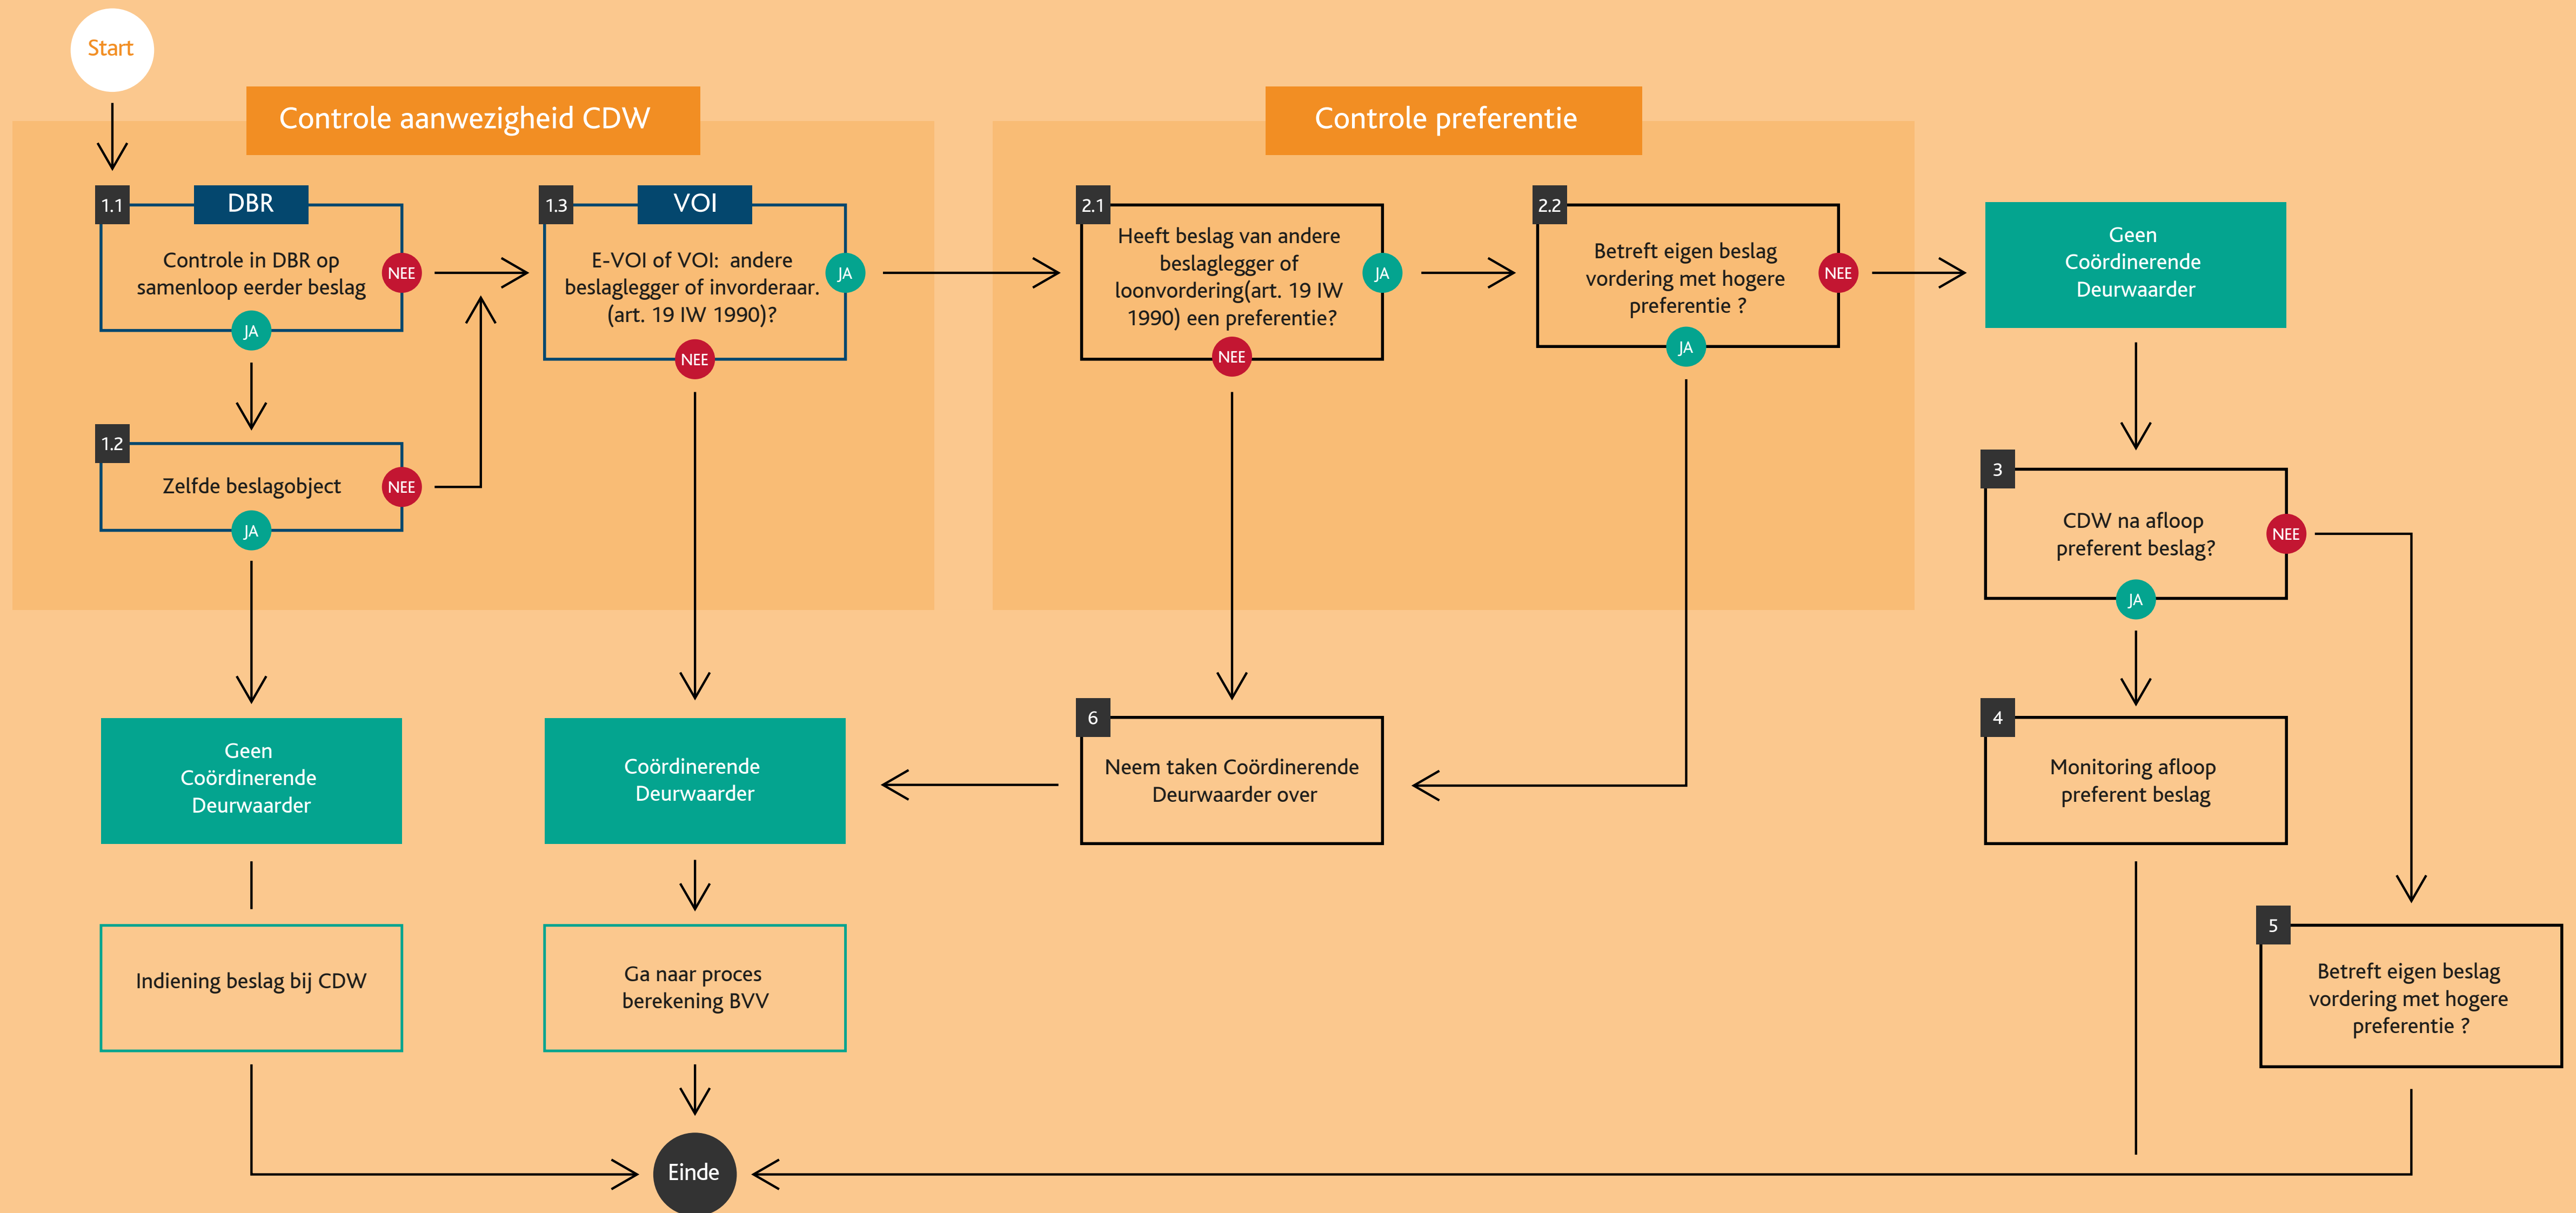 Start
Controle aanwezigheid CDW
1.1
DBR
Controle in DBR op
samenloop eerder beslag
NEE
JA
1.2
Zelfde beslagobject
NEE
JA
1.3
VOI
E-VOI of VOI:  andere
beslaglegger of invorderaar.
(art. 19 IW 1990)?
JA
NEE
Controle preferentie
2.1
Heeft beslag van andere
beslaglegger of
loonvordering(art. 19 IW
1990) een preferentie?
JA
NEE
2.2
Betreft eigen beslag
vordering met hogere
preferentie ?
NEE
JA
Geen
Coördinerende
Deurwaarder
3
CDW na afloop
preferent beslag?
NEE
JA
Geen
Coördinerende
Deurwaarder
Coördinerende
Deurwaarder
6
Neem taken Coördinerende
Deurwaarder over
4
Monitoring afloop
preferent beslag
Indiening beslag bij CDW
Ga naar proces
berekening BVV
5
Betreft eigen beslag
vordering met hogere
preferentie ?
Einde